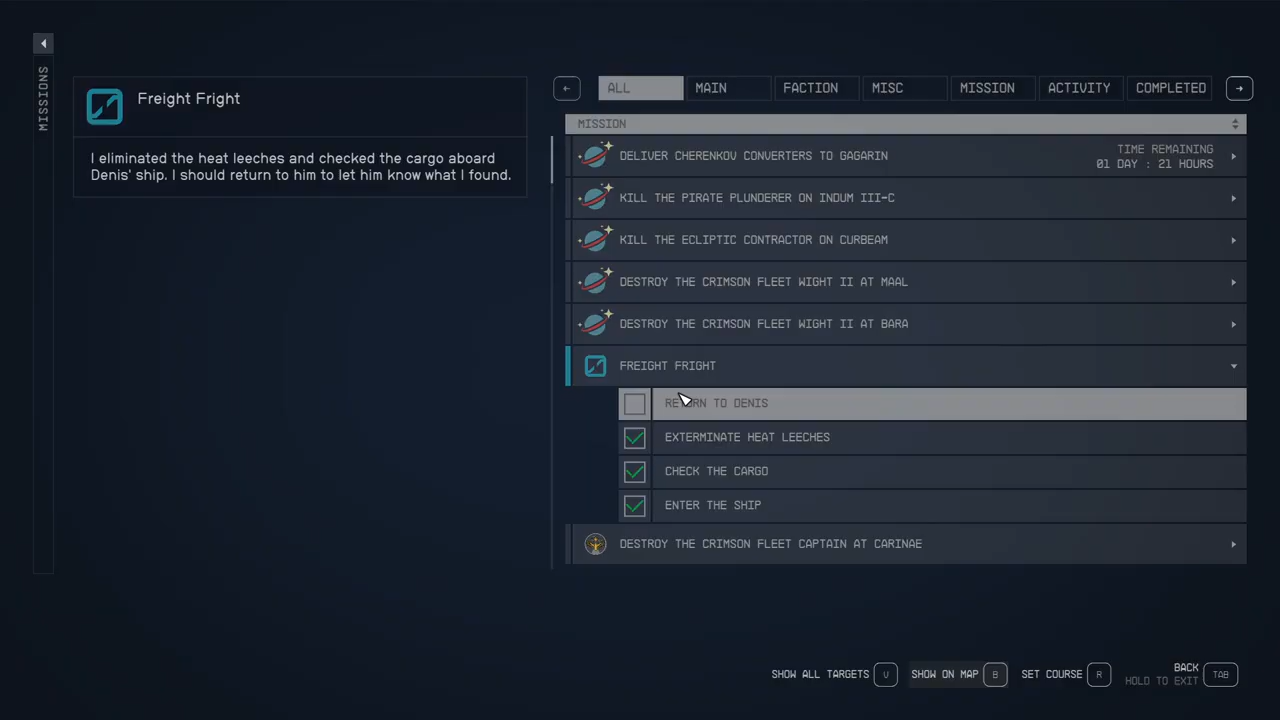 MISSIONS
Freight Fright
I eliminated the heat leeches and checked the cargo aboard
Denis' ship. I should return to him to let him know what I found.
ALL
MAIN
FACTION
MISC
MISSION
ACTIVITY
COMPLETED
MISSION
DELIVER CHERENKOV CONVERTERS TO GAGARIN
TIME REMAINING
01 DAY : 21 HOURS
KILL THE PIRATE PLUNDERER ON INDUM III-C
KILL THE ECLIPTIC CONTRACTOR ON CURBEAM
DESTROY THE CRIMSON FLEET WIGHT II AT MAAL
DESTROY THE CRIMSON FLEET WIGHT II AT BARA
FREIGHT FRIGHT
RETURN TO DENIS
EXTERMINATE HEAT LEECHES
CHECK THE CARGO
ENTER THE SHIP
DESTROY THE CRIMSON FLEET CAPTAIN AT CARINAE
SHOW ALL TARGETS U
SHOW ON MAP B
SET COURSE R
BACK
HOLD TO EXIT
TAB